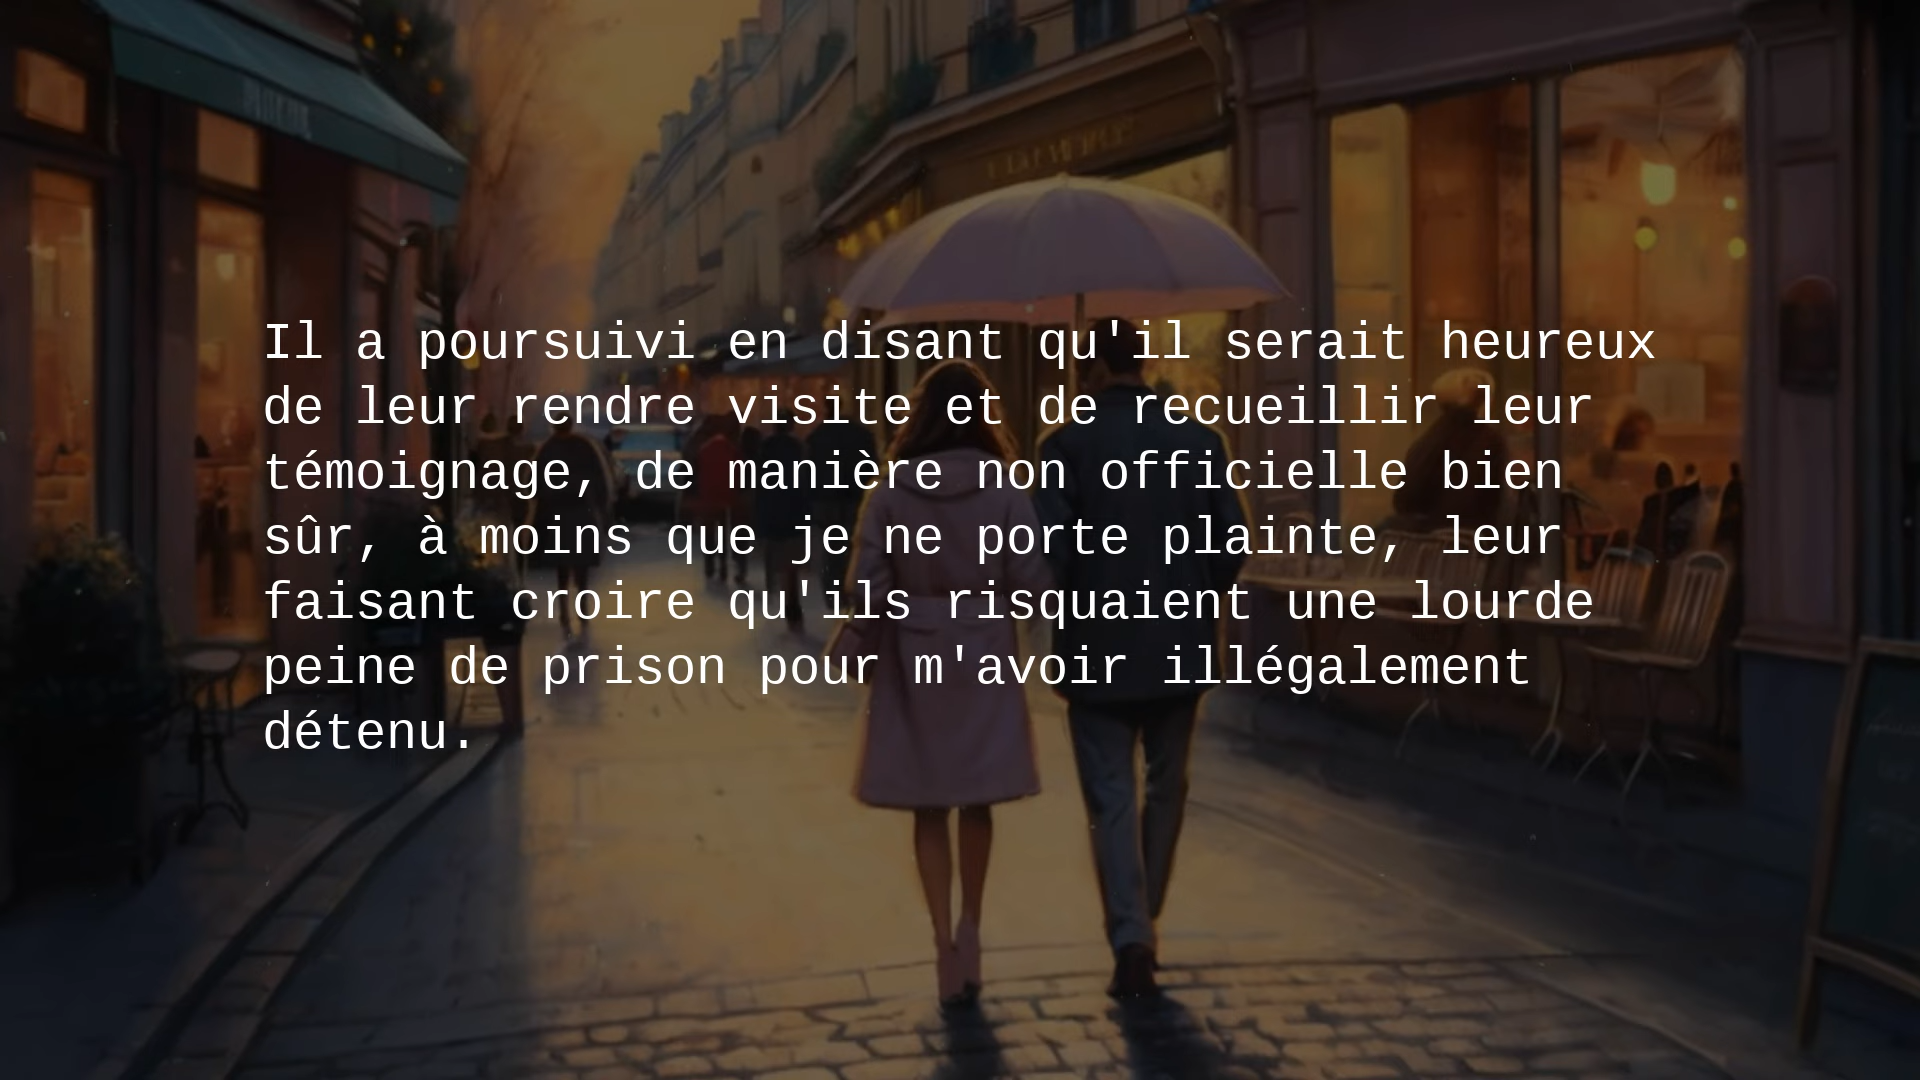 Il a poursuivi en disant qu'il serait heureux
de leur rendre visite et de recueillir leur
témoignage, de manière non officielle bien
sûr, à moins que je ne porte plainte, leur
faisant croire qu'ils risquaient une lourde
peine de prison pour m'avoir illégalement
détenu.